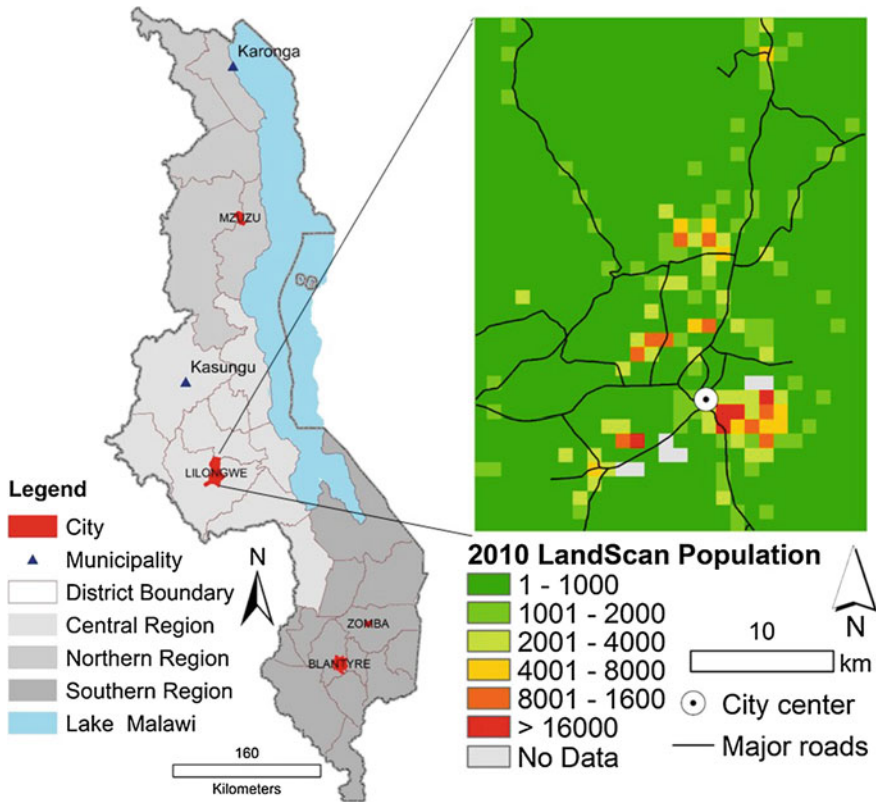 Karonga
MZUZU
Kasungu
LILONGWE
ZOMBA
BLANTYRE
Legend
City
Municipality
District Boundary
Central Region
Northern Region
Southern Region
Lake Malawi
N
160
Kilometers
2010 LandScan Population
1 - 1000
1001 - 2000
2001 - 4000
4001 - 8000
8001 - 1600
> 16000
No Data
N
10
km
City center
Major roads